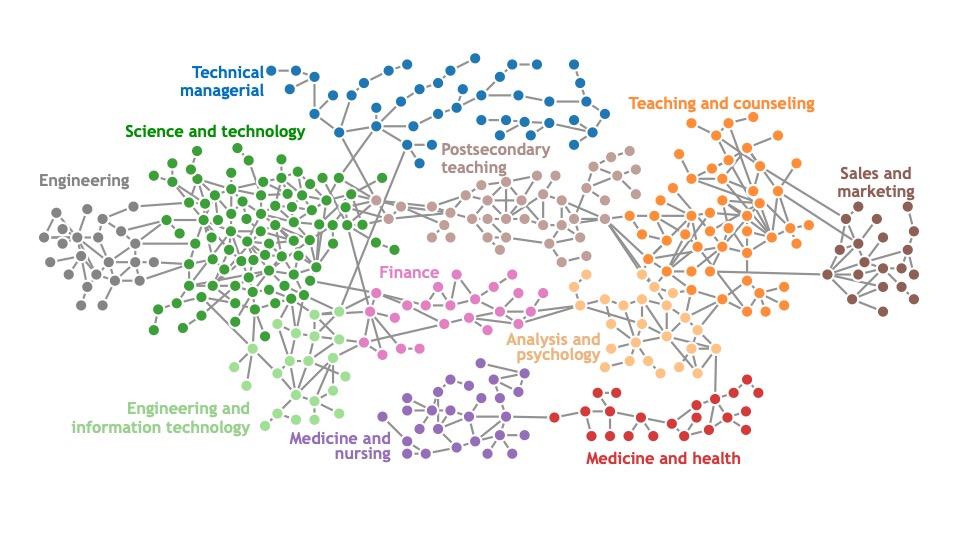 Technical
managerial
Science and technology
Engineering
Postsecondary
teaching
Teaching and counseling
Sales and
marketing
Finance
Analysis and
psychology
Engineering and
information technology
Medicine and
nursing
Medicine and health